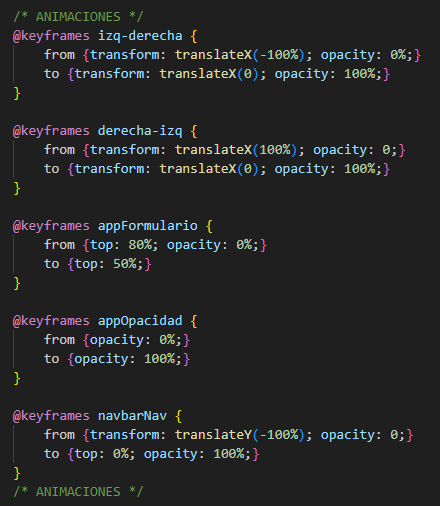 /* ANIMACIONES */
@keyframes izq-derecha {
    from {transform: translateX(-100%); opacity: 0%;}
    to {transform: translateX(0); opacity: 100%;}
}

@keyframes derecha-izq {
    from {transform: translateX(100%); opacity: 0;}
    to {transform: translateX(0); opacity: 100%;}
}

@keyframes appFormulario {
    from {top: 80%; opacity: 0%;}
    to {top: 50%;}
}

@keyframes appOpacidad {
    from {opacity: 0%;}
    to {opacity: 100%;}
}

@keyframes navbarNav {
    from {transform: translateY(-100%); opacity: 0;}
    to {top: 0%; opacity: 100%;}
}
/* ANIMACIONES */